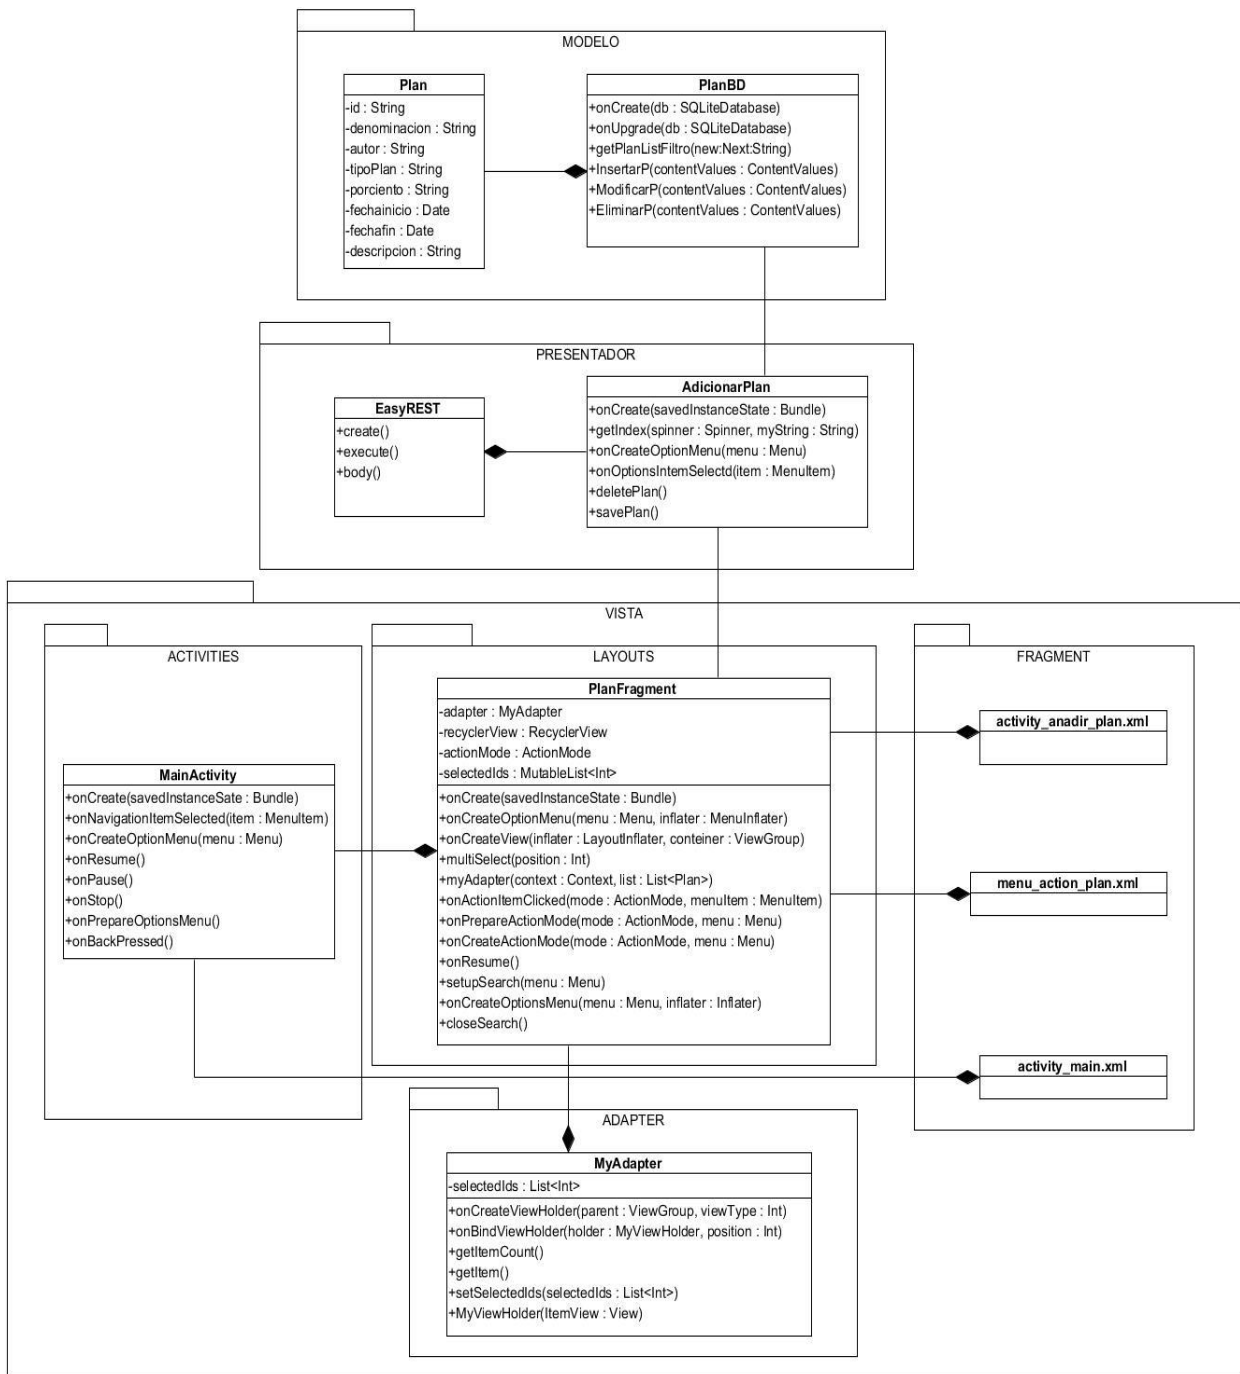 MODELO
Plan
-id : String
-denominacion : String
-autor : String
-tipoPlan : String
-porciento : String
-fechainicio : Date
-fechafin : Date
-descripcion : String
PlanBD
+onCreate(db : SQLiteDatabase)
+onUpgrade(db : SQLiteDatabase)
+getPlanListFiltro(new:Next:String)
+InsertarP(contentValues : ContentValues)
+ModificarP(contentValues : ContentValues)
+EliminarP(contentValues : ContentValues)
PRESENTADOR
EasyREST
+create()
+execute()
+body()
AdicionarPlan
+onCreate(savedInstanceState : Bundle)
+getIndex(spinner : Spinner, myString : String)
+onCreateOptionMenu(menu : Menu)
+onOptionsIntemSelectd(item : MenuItem)
+deletePlan()
+savePlan()
VISTA
ACTIVITIES
MainActivity
+onCreate(savedInstanceSate : Bundle)
+onNavigationItemSelected(item : MenuItem)
+onCreateOptionMenu(menu : Menu)
+onResume()
+onPause()
+onStop()
+onPrepareOptionsMenu()
+onBackPressed()
LAYOUTS
PlanFragment
-adapter : MyAdapter
-recyclerView : RecyclerView
-actionMode : ActionMode
-selectedIds : MutableList<Int>
+onCreate(savedInstanceState : Bundle)
+onCreateOptionMenu(menu : Menu, inflater : MenuInflater)
+onCreateView(inflater : LayoutInflater, conteiner : ViewGroup)
+multiSelect(position : Int)
+myAdapter(context : Context, list : List<Plan>)
+onActionItemClicked(mode : ActionMode, menuItem : MenuItem)
+onPrepareActionMode(mode : ActionMode, menu : Menu)
+onCreateActionMode(mode : ActionMode, menu : Menu)
+onResume()
+setupSearch(menu : Menu)
+onCreateOptionsMenu(menu : Menu, inflater : Inflater)
+closeSearch()
FRAGMENT
activity_anadir_plan.xml
menu_action_plan.xml
activity_main.xml
ADAPTER
MyAdapter
-selectedIds : List<Int>
+onCreateViewHolder(parent : ViewGroup, viewType : Int)
+onBindViewHolder(holder : MyViewHolder, position : Int)
+getItemCount()
+getItem()
+setSelectedIds(selectedIds : List<Int>)
+MyViewHolder(ItemView : View)